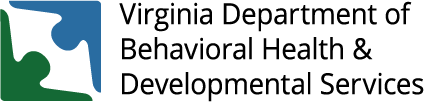 Virginia Department of
Behavioral Health &
Developmental Services